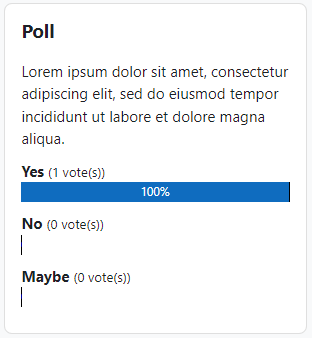 Poll
Lorem ipsum dolor sit amet, consectetur
adipiscing elit, sed do eiusmod tempor
incididunt ut labore et dolore magna
aliqua.
Yes (1 vote(s))
100%
No (0 vote(s))
Maybe (0 vote(s))